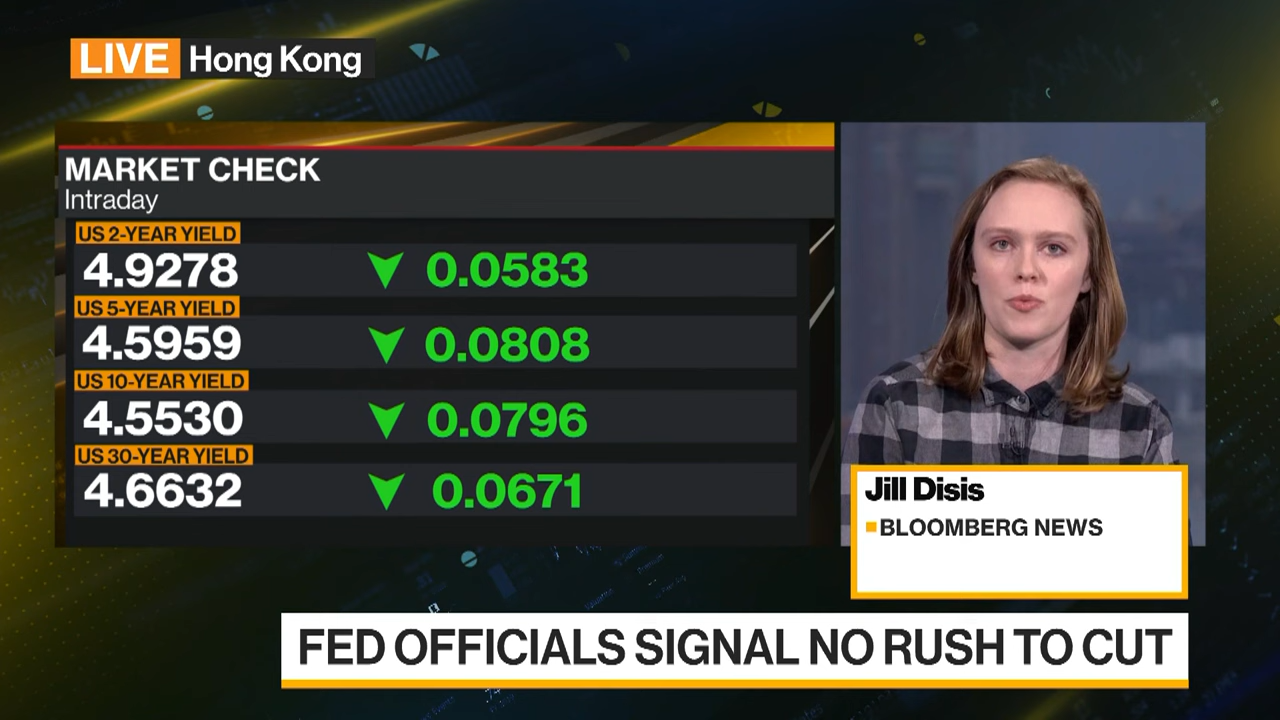 LIVE Hong Kong
MARKET CHECK
Intraday
US 2-YEAR YIELD
4.9278 0.0583
US 5-YEAR YIELD
4.5959 0.0808
US 10-YEAR YIELD
4.5530 0.0796
US 30-YEAR YIELD
4.6632 0.0671
Jill Disis
BLOOMBERG NEWS
FED OFFICIALS SIGNAL NO RUSH TO CUT